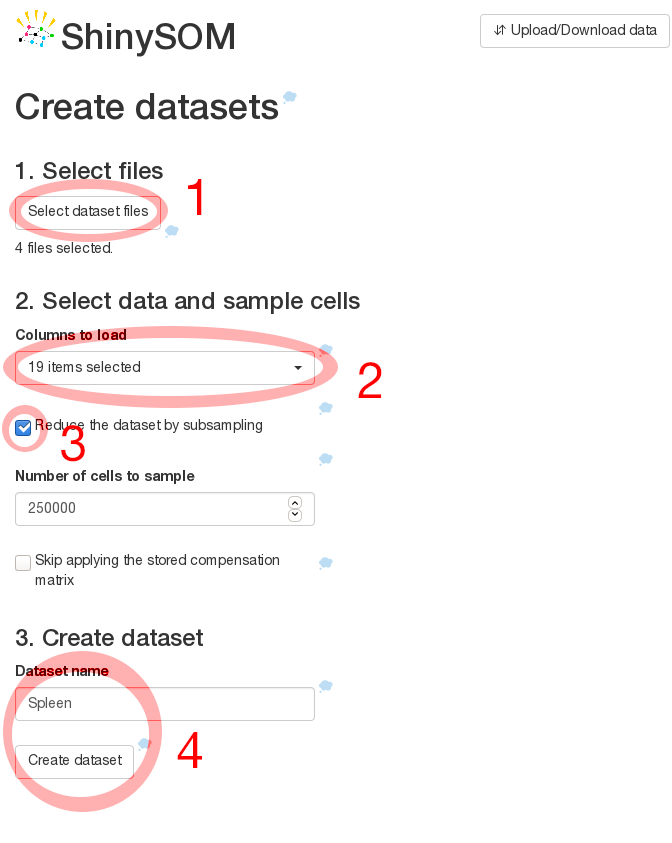 ShinySOM
Upload/Download data
Create datasets
1. Select files
1
Select dataset files
4 files selected.
2. Select data and sample cells
Columns to load
19 items selected
2
Reduce the dataset by subsampling
3
Number of cells to sample
250000
Skip applying the stored compensation
matrix
3. Create dataset
Dataset name
Spleen
4
Create dataset